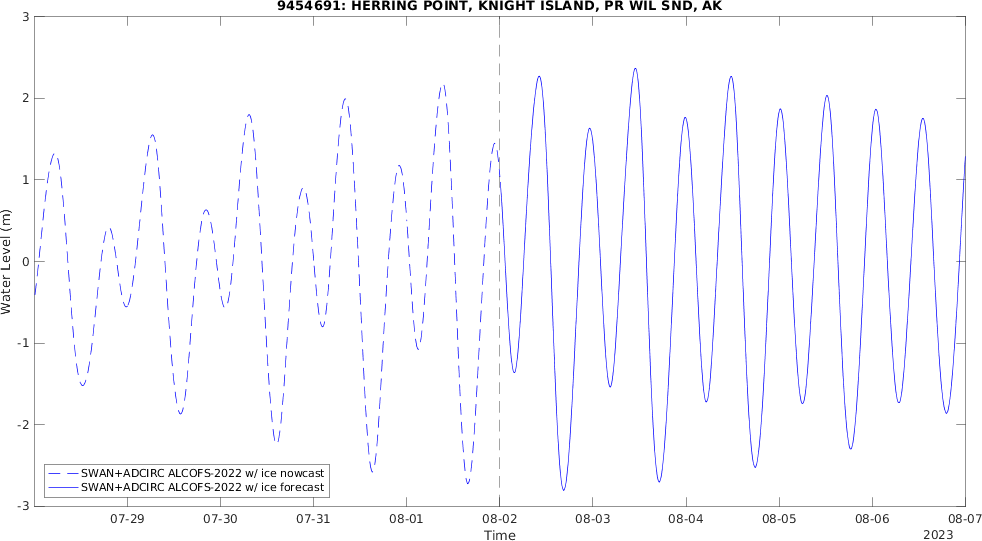 9454691: HERRING POINT, KNIGHT ISLAND, PR WIL SND, AK
3
2
1
0
-1
-2
-3
Water Level (m)
SWAN+ADCIRC ALCOFS-2022 w/ ice nowcast
SWAN+ADCIRC ALCOFS-2022 w/ ice forecast
07-29 07-30 07-31 08-01 08-02 08-03 08-04 08-05 08-06 08-07
Time
2023